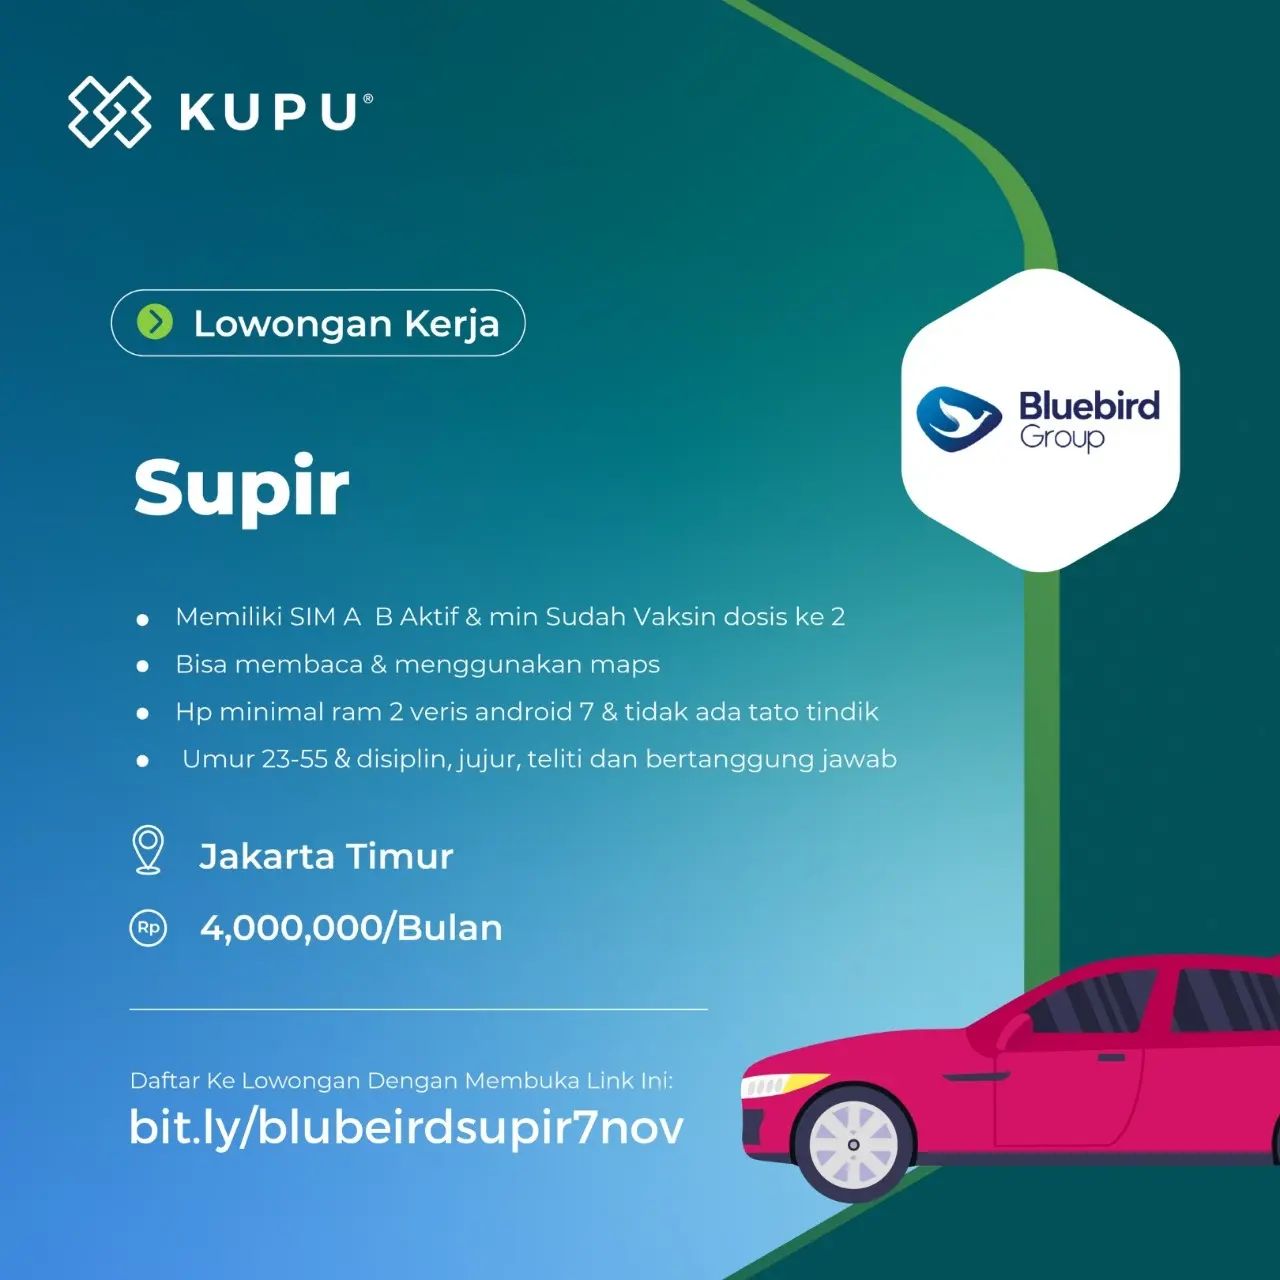 KUPU®
Lowongan Kerja
Bluebird
Group
Supir
• Memiliki SIM A  B Aktif & min Sudah Vaksin dosis ke 2
• Bisa membaca & menggunakan maps
• Hp minimal ram 2 veris android 7 & tidak ada tato tindik
• Umur 23-55 & disiplin, jujur, teliti dan bertanggung jawab
Jakarta Timur
Rp 4,000,000/Bulan
Daftar Ke Lowongan Dengan Membuka Link Ini:
bit.ly/blubeirdsupir7nov